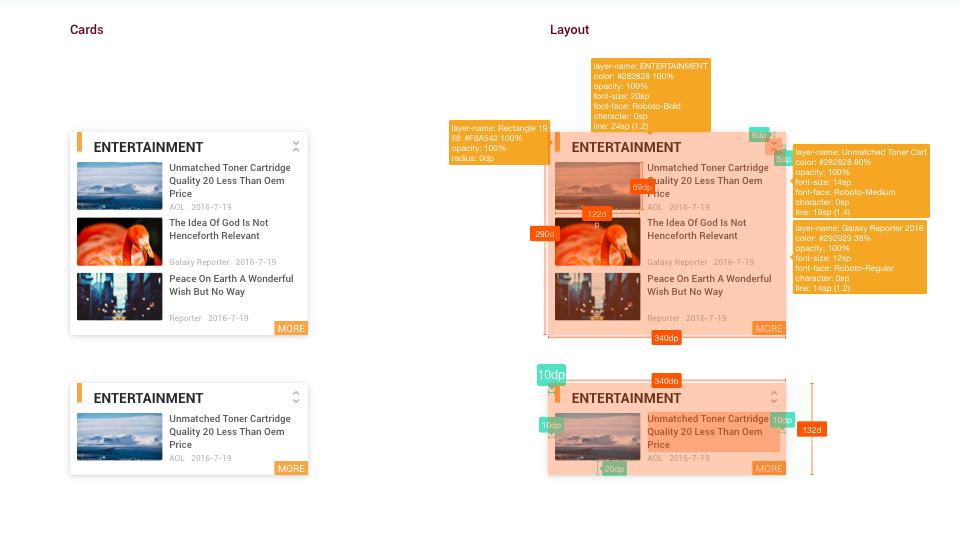 Cards
Layout
layer-name: ENTERTAINMENT
color: #282828 100%
opacity: 100%
font-size: 20sp
font-face: Roboto-Bold
character: 0sp
line: 24sp (1.2)
layer-name: Rectangle 19
fill: #F8A542 100%
opacity: 100%
radius: 0dp
ENTERTAINMENT
Unmatched Toner Cartridge
Quality 20 Less Than Oem
Price
AOL 2016-7-19
The Idea Of God Is Not
Henceforth Relevant
Galaxy Reporter 2016-7-19
Peace On Earth A Wonderful
Wish But No Way
Reporter 2016-7-19
MORE
ENTERTAINMENT
8dp
5dp
Unmatched Toner Cartridge
Quality 20 Less Than Oem
Price
69dp
AOL 2016-7-19
122d
p
The Idea Of God Is Not
Henceforth Relevant
290d
Galaxy Reporter 2016-7-19
Peace On Earth A Wonderful
Wish But No Way
Reporter 2016-7-19
MORE
340dp
layer-name: Unmatched Toner Cart
color: #282828 80%
opacity: 100%
font-size: 14sp
font-face: Roboto-Medium
character: 0sp
line: 19sp (1.4)
layer-name: Galaxy Reporter 2016
color: #292929 38%
opacity: 100%
font-size: 12sp
font-face: Roboto-Regular
character: 0sp
line: 14sp (1.2)
ENTERTAINMENT
Unmatched Toner Cartridge
Quality 20 Less Than Oem
Price
AOL 2016-7-19
MORE
10dp
340dp
ENTERTAINMENT
10dp
Unmatched Toner Cartridge
Quality 20 Less Than Oem
Price
10dp
132d
AOL 2016-7-19
20dp
MORE